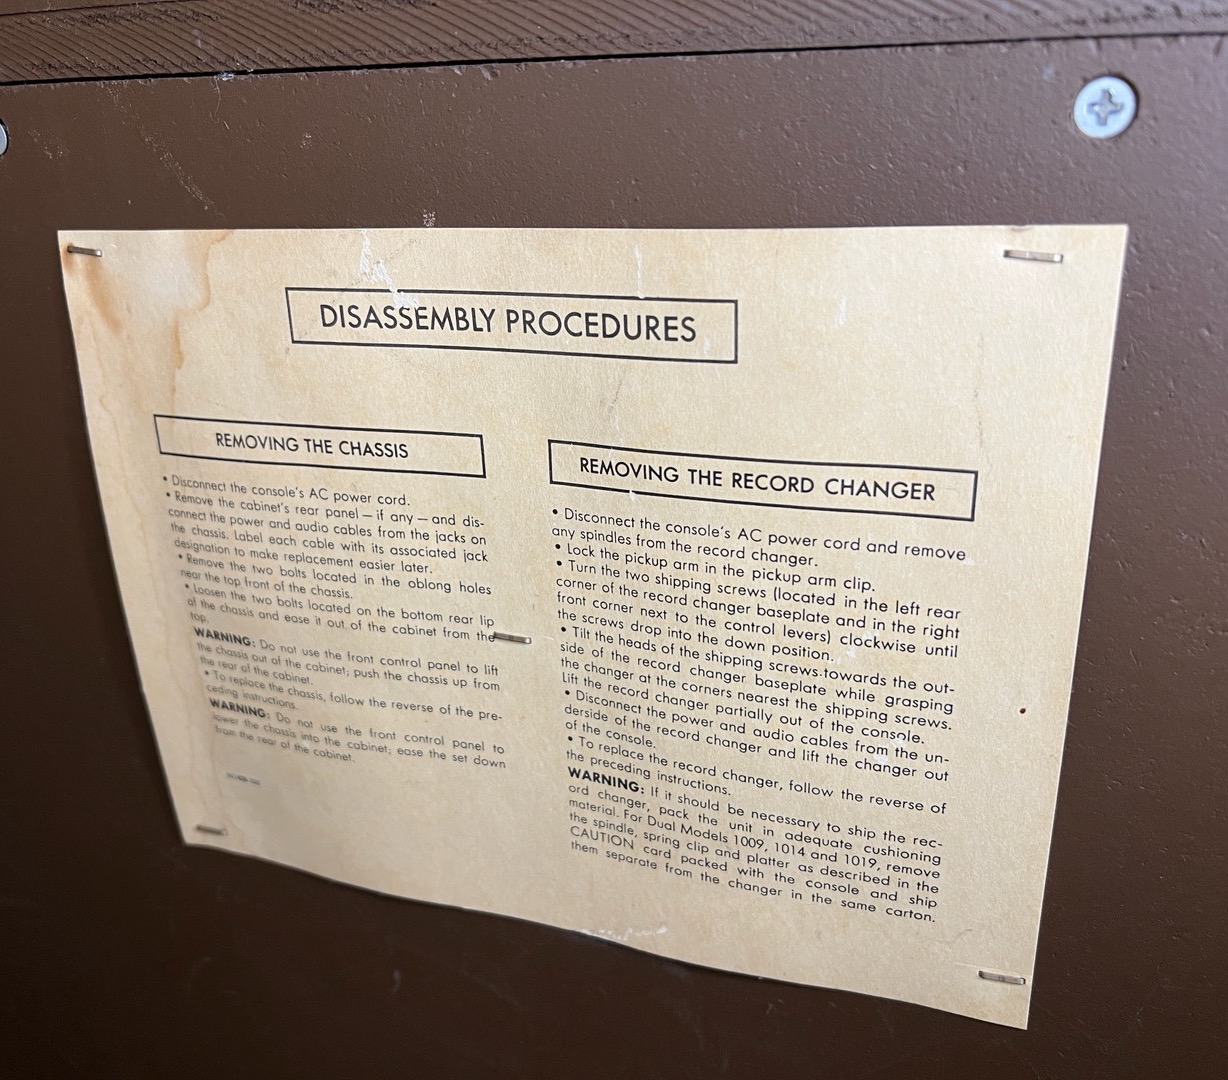 DISASSEMBLY PROCEDURES
REMOVING THE CHASSIS
• Disconnect the console's AC power cord.
• Remove the cabinet's rear panel — if any — and dis-
connect the power and audio cables from the jacks on
the chassis. Label each cable with its associated jack
designation to make replacement easier later.
• Remove the two bolts located in the oblong holes
near the top front of the chassis.
• Loosen the two bolts located on the bottom rear lip
of the chassis and ease it out of the cabinet from the
top.
WARNING: Do not use the front control panel to lift
the chassis out of the cabinet; push the chassis up from
the rear of the cabinet.
• To replace the chassis, follow the reverse of the pre-
ceding instructions.
WARNING: Do not use the front control panel to
lower the chassis into the cabinet; ease the set down
from the rear of the cabinet.
REMOVING THE RECORD CHANGER
• Disconnect the console's AC power cord and remove
any spindles from the record changer.
• Lock the pickup arm in the pickup arm clip.
• Turn the two shipping screws (located in the left rear
corner of the record changer baseplate and in the right
front corner next to the control levers) clockwise until
the screws drop into the down position.
• Tilt the heads of the shipping screws towards the out-
side of the record changer baseplate while grasping
the changer at the corners nearest the shipping screws.
Lift the record changer partially out of the console.
• Disconnect the power and audio cables from the un-
derside of the record changer and lift the changer out
of the console.
• To replace the record changer, follow the reverse of
the preceding instructions.
WARNING: If it should be necessary to ship the rec-
ord changer, pack the unit in adequate cushioning
material. For Dual Models 1009, 1014 and 1019, remove
the spindle, spring clip and platter as described in the
CAUTION card packed with the console and ship
them separate from the changer in the same carton.